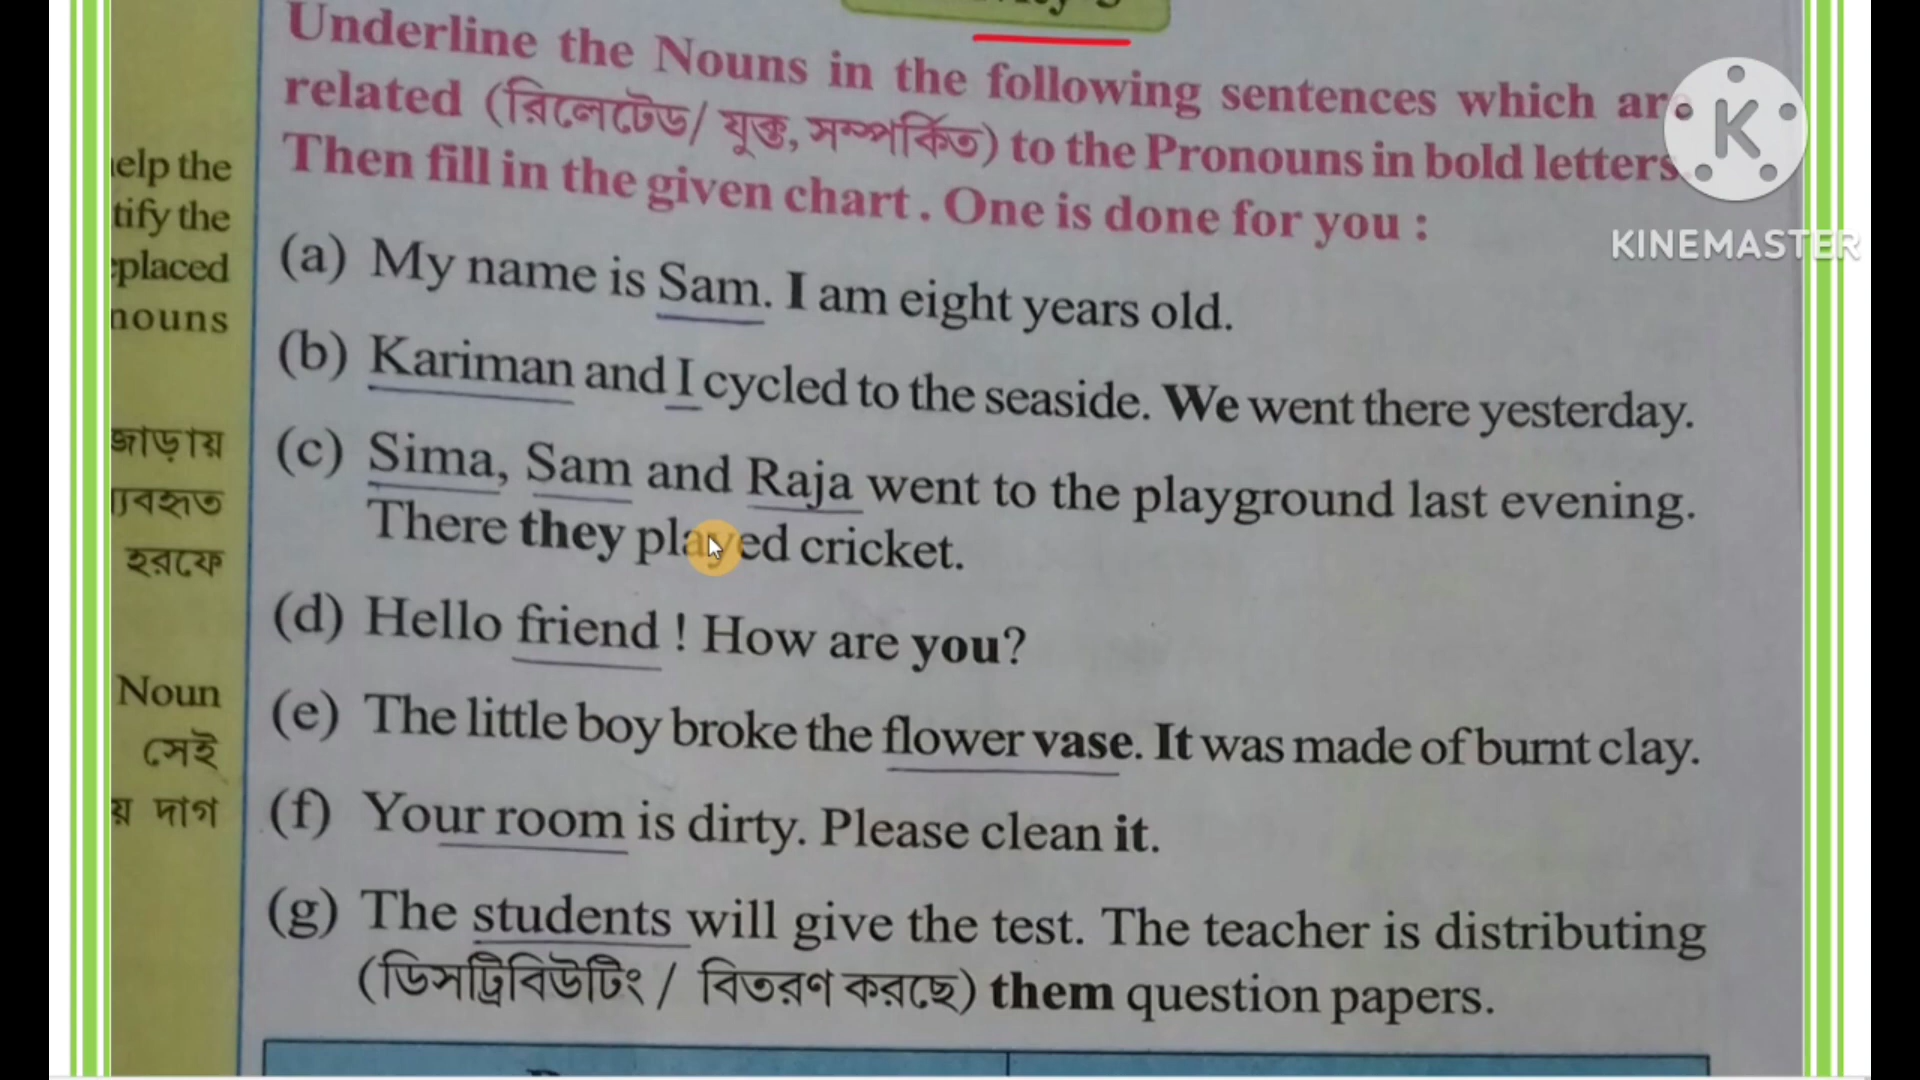 Underline the Nouns in the following sentences which are
related (রিলেটেড/ যুক্ত, সম্পর্কিত) to the Pronouns in bold letters
Then fill in the given chart. One is done for you :
help the
tify the
placed
nouns
জোড়ায়
ব্যবহৃত
হরফে
Noun
সেই
য় দাগ
(a) My name is Sam. I am eight years old.
(b) Kariman and I cycled to the seaside. We went there yesterday.
(c) Sima, Sam and Raja went to the playground last evening.
There they played cricket.
(d) Hello friend ! How are you?
(e) The little boy broke the flower vase. It was made of burnt clay.
(f) Your room is dirty. Please clean it.
(g) The students will give the test. The teacher is distributing
(ডিসট্রিবিউটিং / বিতরণ করছে) them question papers.
K
KINEMASTER